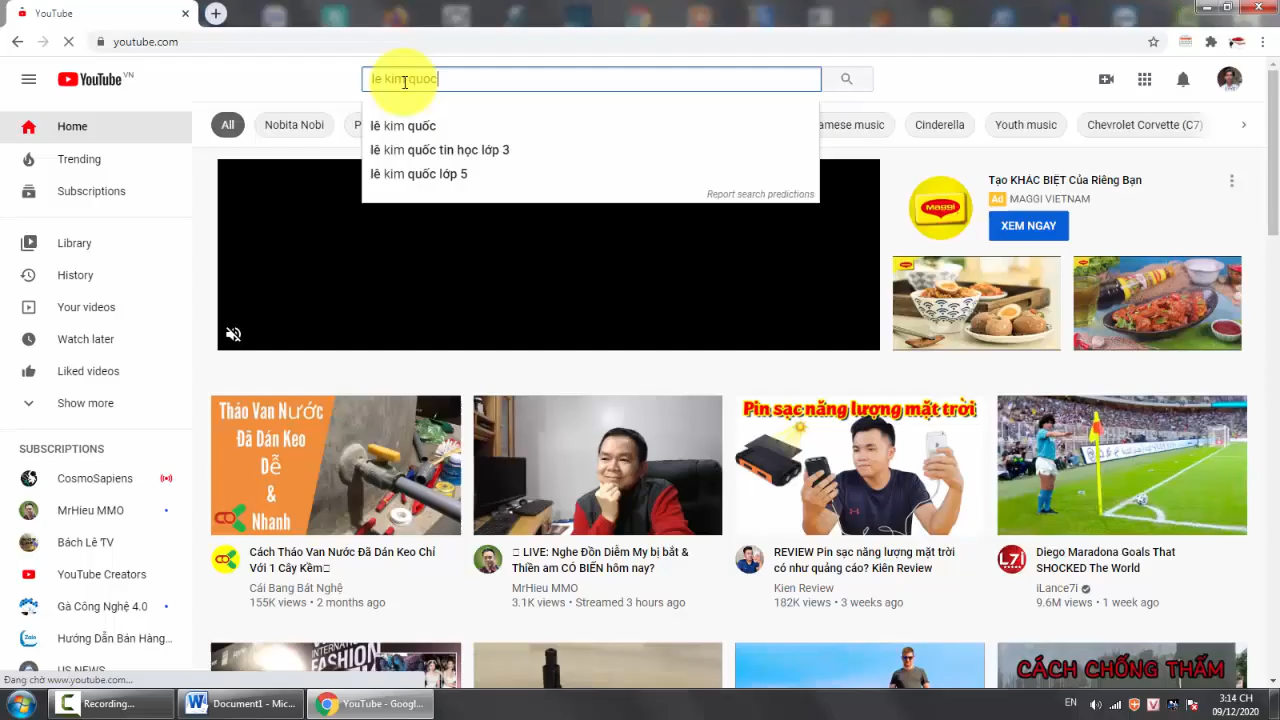 YouTube
youtube.com
YouTube VN
le kim quoc
All
Nobita Nobi
amese music
Cinderella
Youth music
Chevrolet Corvette (C7)
lê kim quốc
lê kim quốc tin học lớp 3
lê kim quốc lớp 5
Report search predictions
Home
Trending
Subscriptions
Library
History
Your videos
Watch later
Liked videos
Show more
SUBSCRIPTIONS
CosmoSapiens
MrHieu MMO
Bách Lê TV
YouTube Creators
Gà Công Nghệ 4.0
Hướng Dẫn Bán Hàng...
US NEWS
Maggi
Tạo KHÁC BIỆT Của Riêng Bạn
Ad MAGGI VIETNAM
XEM NGAY
Tháo Van Nước
Đã Dán Keo
Dễ
&
Nhanh
Cách Tháo Van Nước Đã Dán Keo Chỉ
Với 1 Cây Kềm
Cái Bang Bát Nghệ
155K views • 2 months ago
LIVE: Nghe Đồn Diễm My bị bắt &
Thiền am CÓ BIẾN hôm nay?
MrHieu MMO
3.1K views • Streamed 3 hours ago
Pin sạc năng lượng mặt trời
REVIEW Pin sạc năng lượng mặt trời
có như quảng cáo? Kiên Review
Kien Review
182K views • 3 weeks ago
L7
Diego Maradona Goals That
SHOCKED The World
iLance7i
9.6M views • 1 week ago
INTERNATIONAL
FASHION
CÁCH CHỐNG THẤM
Đang chờ www.youtube.com...
Recording...
Document1 - Mic...
YouTube - Googl...
EN
3:14 CH
09/12/2020